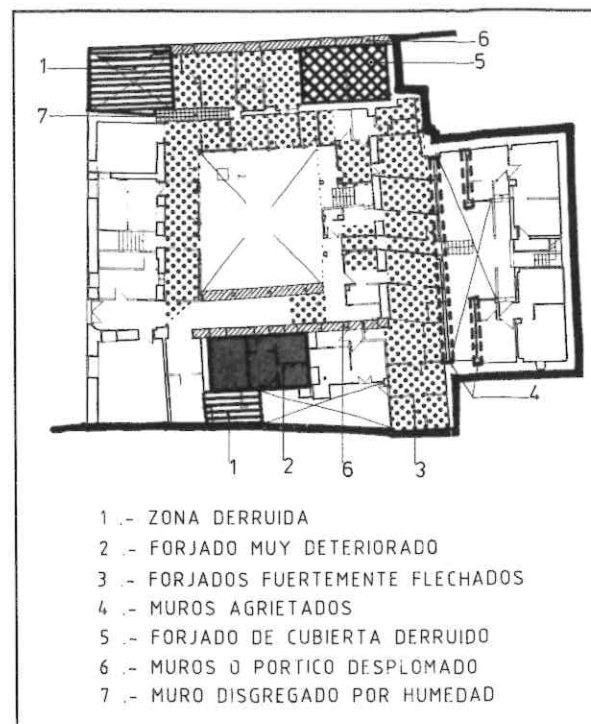 6
1
5
7
4
1
2
6
3
1 .- ZONA DERRUIDA
2 .- FORJADO MUY DETERIORADO
3 .- FORJADOS FUERTEMENTE FLECHADOS
4 .- MUROS AGRIETADOS
5 .- FORJADO DE CUBIERTA DERRUIDO
6 .- MUROS O PORTICO DESPLOMADO
7 .- MURO DISGREGADO POR HUMEDAD